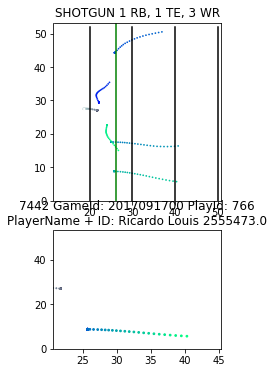 SHOTGUN 1 RB, 1 TE, 3 WR
50
40
30
20
10
0
20 30 40 50
7442 GameId: 2017091700 PlayId: 766
PlayerName + ID: Ricardo Louis 2555473.0
40
20
0
25 30 35 40 45